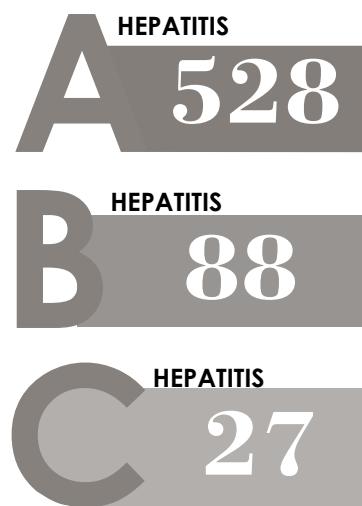 HEPATITIS
A 528
HEPATITIS
B 88
HEPATITIS
C 27